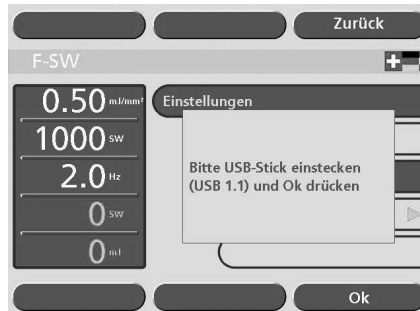 Zurück
F-SW
0.50 mJ/mm²
1000 SW
2.0 Hz
0 SW
0 mJ
Einstellungen
Bitte USB-Stick einstecken
(USB 1.1) und Ok drücken
Ok